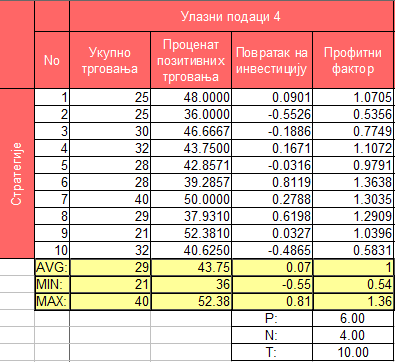 Улазни подаци 4
No Укупно трговања Проценат позитивних трговања Повратак на инвестицију Профитни фактор
Стратегије
1 25 48.0000 0.0901 1.0705
2 25 36.0000 -0.5526 0.5356
3 30 46.6667 -0.1886 0.7749
4 32 43.7500 0.1671 1.1072
5 28 42.8571 -0.0316 0.9791
6 28 39.2857 0.8119 1.3638
7 40 50.0000 0.2788 1.3035
8 29 37.9310 0.6198 1.2909
9 21 52.3810 0.0327 1.0396
10 32 40.6250 -0.4865 0.5831
AVG: 29 43.75 0.07 1
MIN: 21 36 -0.55 0.54
MAX: 40 52.38 0.81 1.36
P: 6.00
N: 4.00
T: 10.00